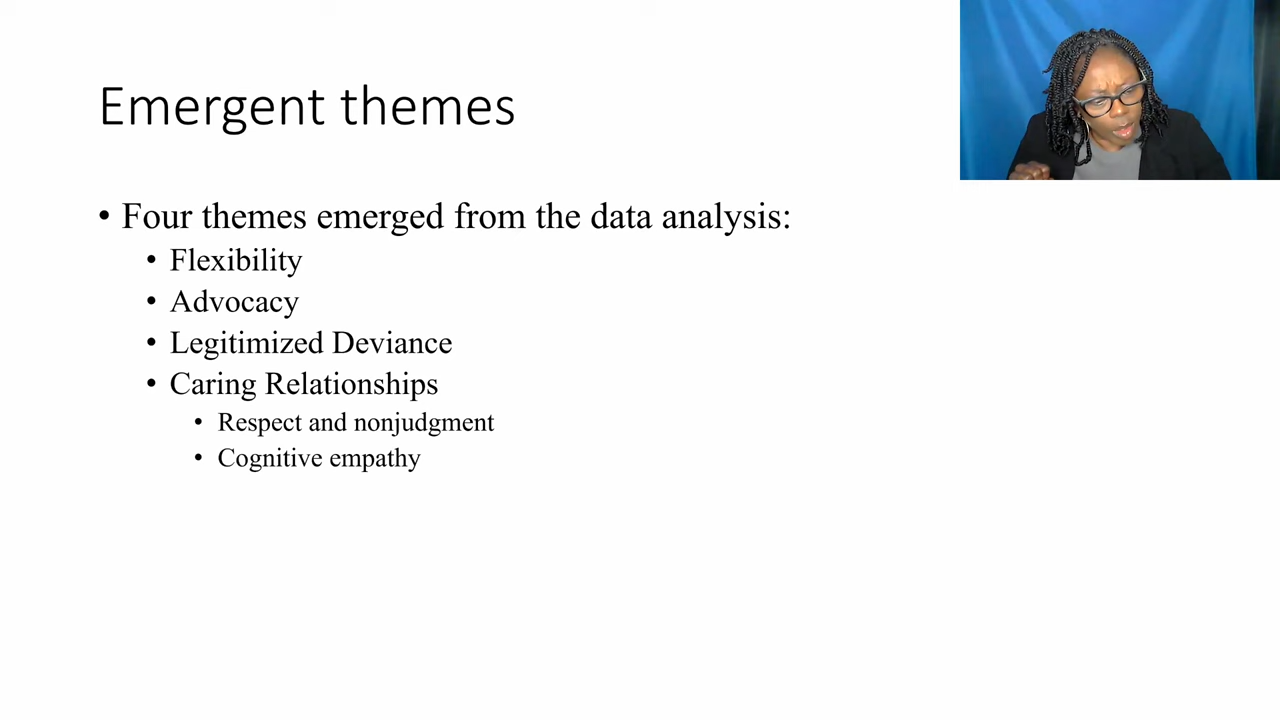 Emergent themes
• Four themes emerged from the data analysis:
• Flexibility
• Advocacy
• Legitimized Deviance
• Caring Relationships
• Respect and nonjudgment
• Cognitive empathy